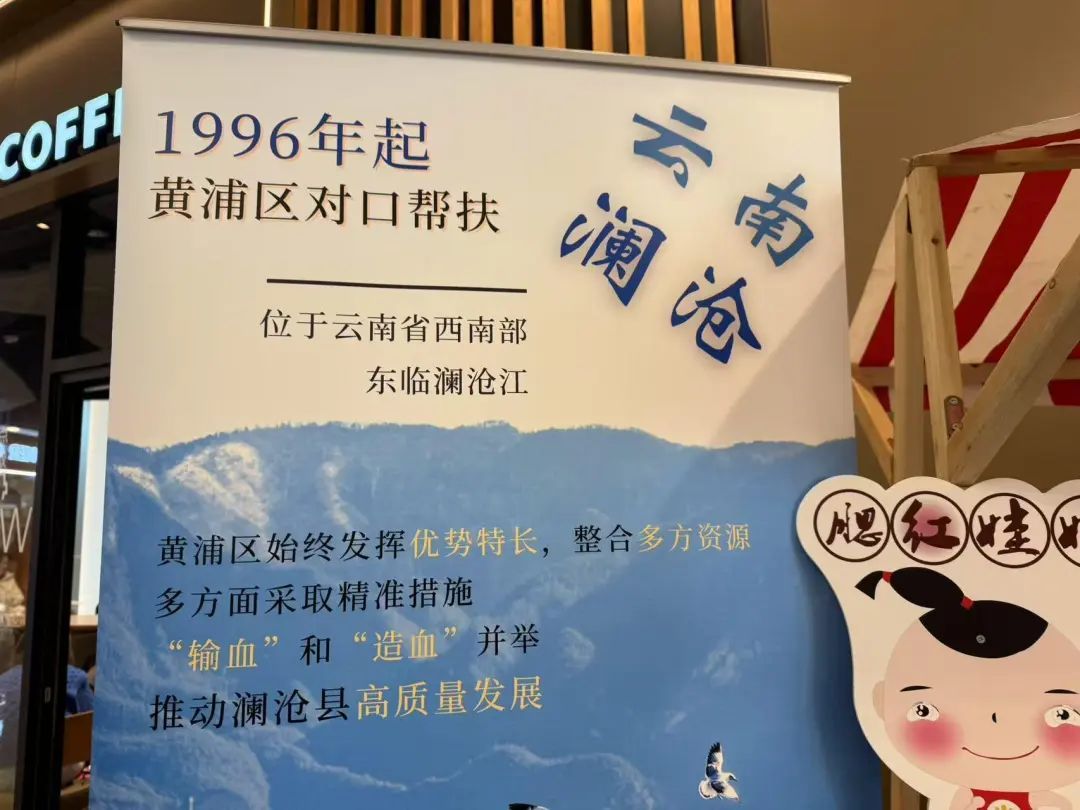 COFF
1996年起
黄浦区对口帮扶
云南
澜沧
位于云南省西南部
东临澜沧江
黄浦区始终发挥优势特长，整合多方资源
多方面采取精准措施
“输血”和“造血”并举
推动澜沧县高质量发展
腮红娃
W